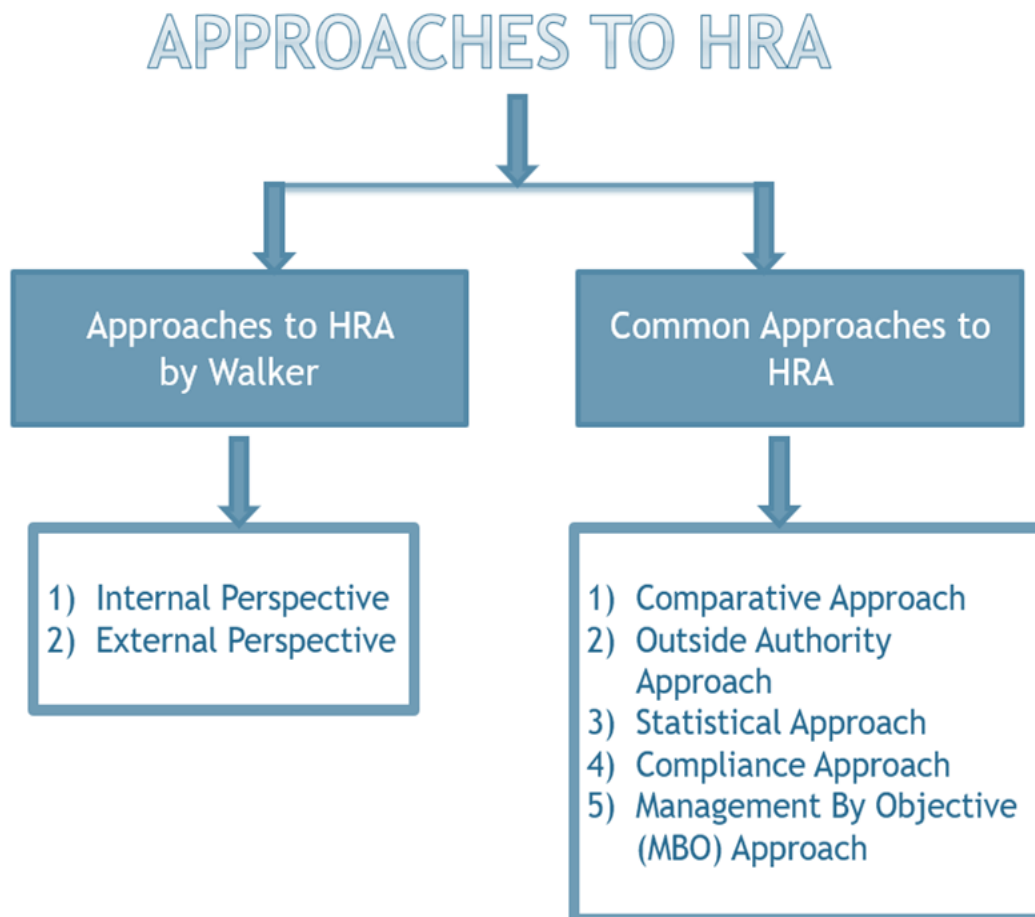 APPROACHES TO HRA
Approaches to HRA
by Walker
Common Approaches to
HRA
1) Internal Perspective
2) External Perspective
1) Comparative Approach
2) Outside Authority
Approach
3) Statistical Approach
4) Compliance Approach
5) Management By Objective
(MBO) Approach